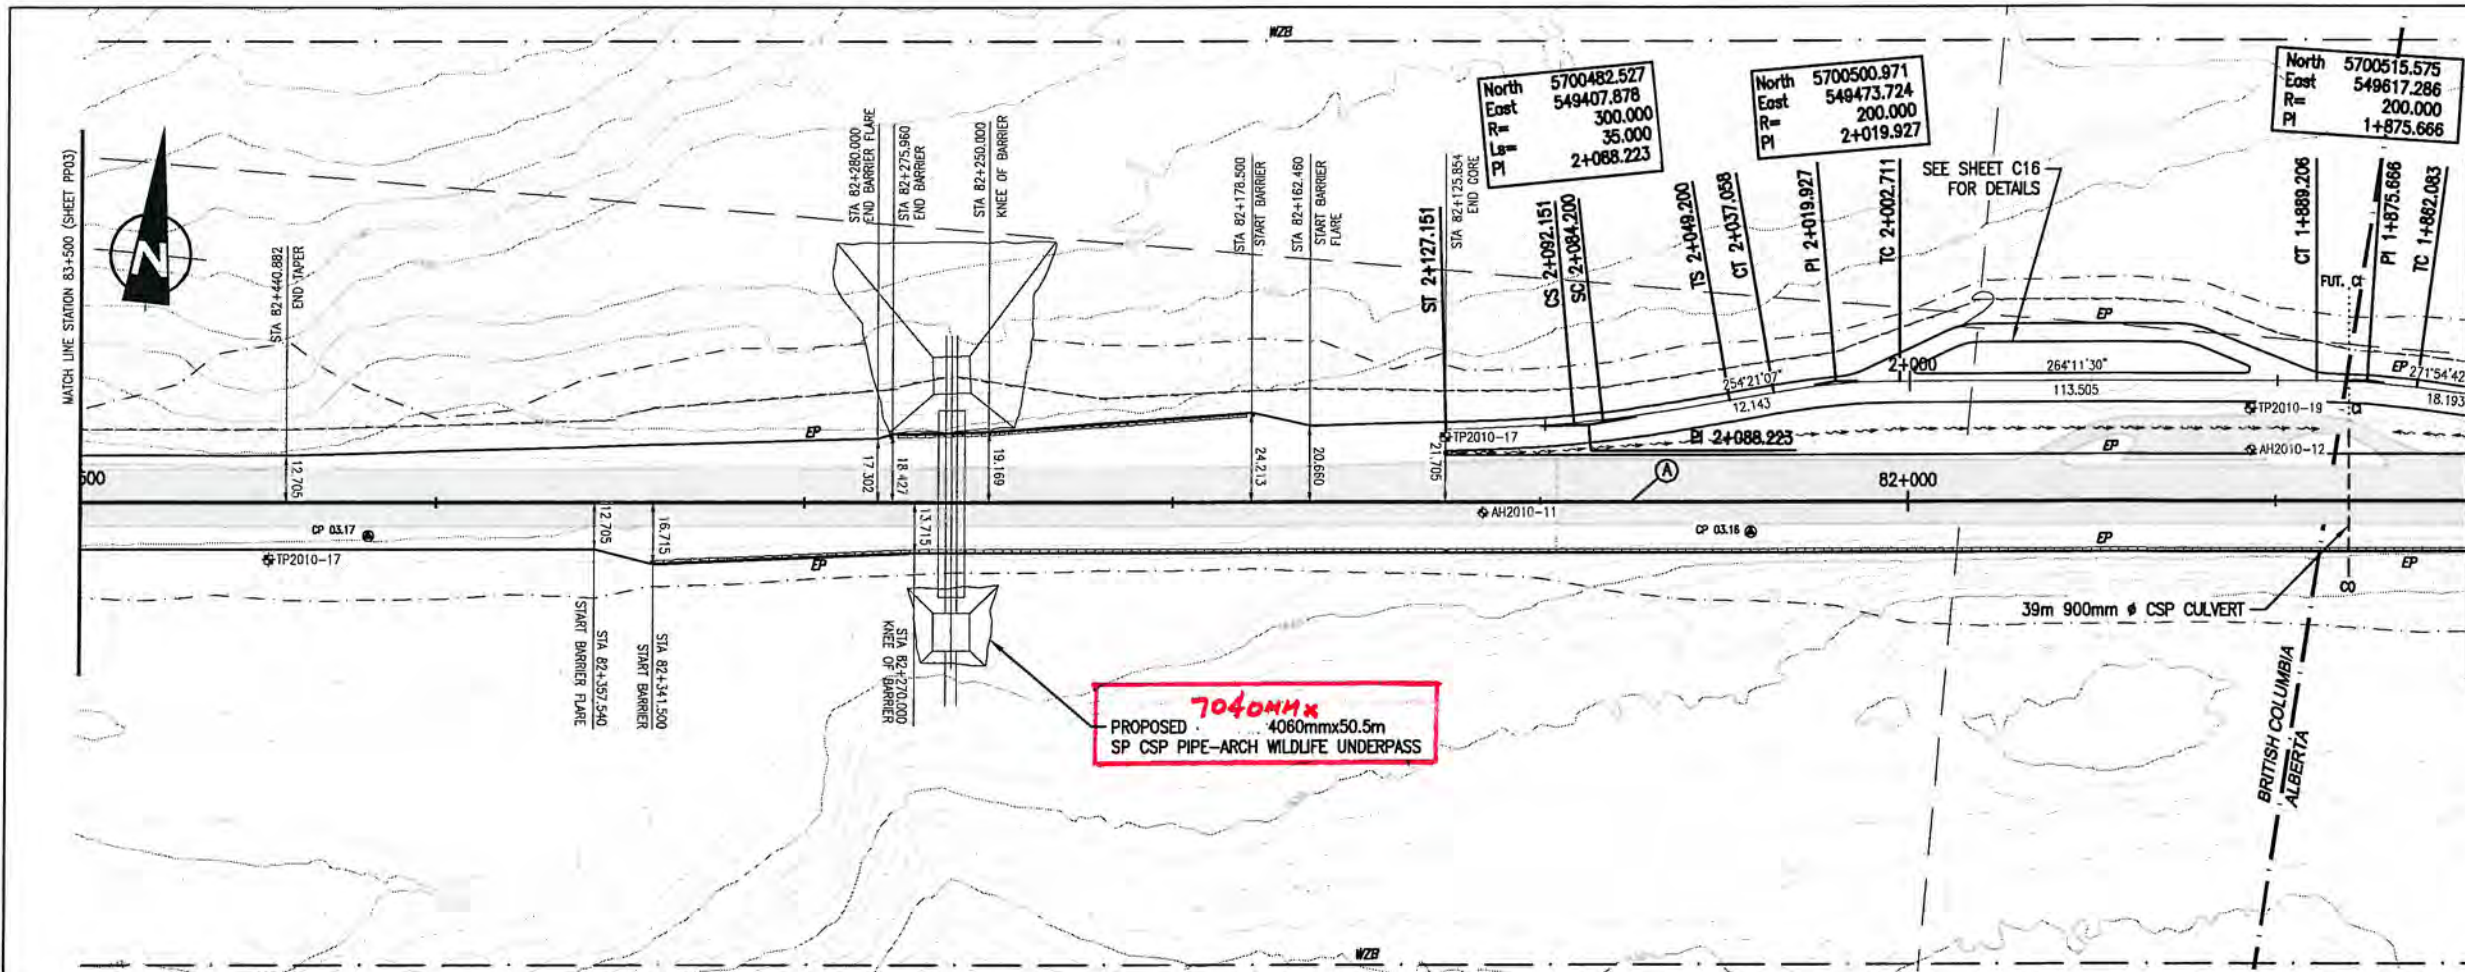 WZB
MATCH LINE STATION 83+500 (SHEET PP03)
N
STA 82+440.882
END TAPER
STA 82+280.000
END BARRIER FLARE
STA 82+275.960
END BARRIER
STA 82+250.000
KNEE OF BARRIER
STA 82+178.500
START BARRIER
STA 82+162.460
START BARRIER
FLARE
STA 82+125.854
END GORE
North 5700482.527
East 549407.878
R= 300.000
Ls= 35.000
PI 2+088.223
North 5700500.971
East 549473.724
R= 200.000
PI 2+019.927
North 5700515.575
East 549617.286
R= 200.000
PI 1+875.666
ST 2+127.151
CS 2+092.151
SC 2+084.200
TS 2+049.200
CT 2+037.058
PI 2+019.927
TC 2+002.711
SEE SHEET C16
FOR DETAILS
CT 1+889.206
PI 1+875.666
TC 1+862.083
FUT. CI
EP
2+000
264°11'30"
113.505
254°21'07"
12.143
EP
271°54'42
18.193
TP2010-19
CI
TP2010-17
PI 2+088.223
EP
AH2010-12
EP
500
12.705
17.302
18.427
19.169
24.213
20.660
21.705
A
82+000
CP 03.17
TP2010-17
12.705
16.715
13.715
EP
AH2010-11
CP 03.16
EP
EP
CO
39m 900mm ø CSP CULVERT
START BARRIER FLARE
STA 82+357.540
START BARRIER
STA 82+341.500
KNEE OF BARRIER
STA 82+270.000
7040MM x
PROPOSED 4060mmx50.5m
SP CSP PIPE-ARCH WILDLIFE UNDERPASS
BRITISH COLUMBIA
ALBERTA
WZB